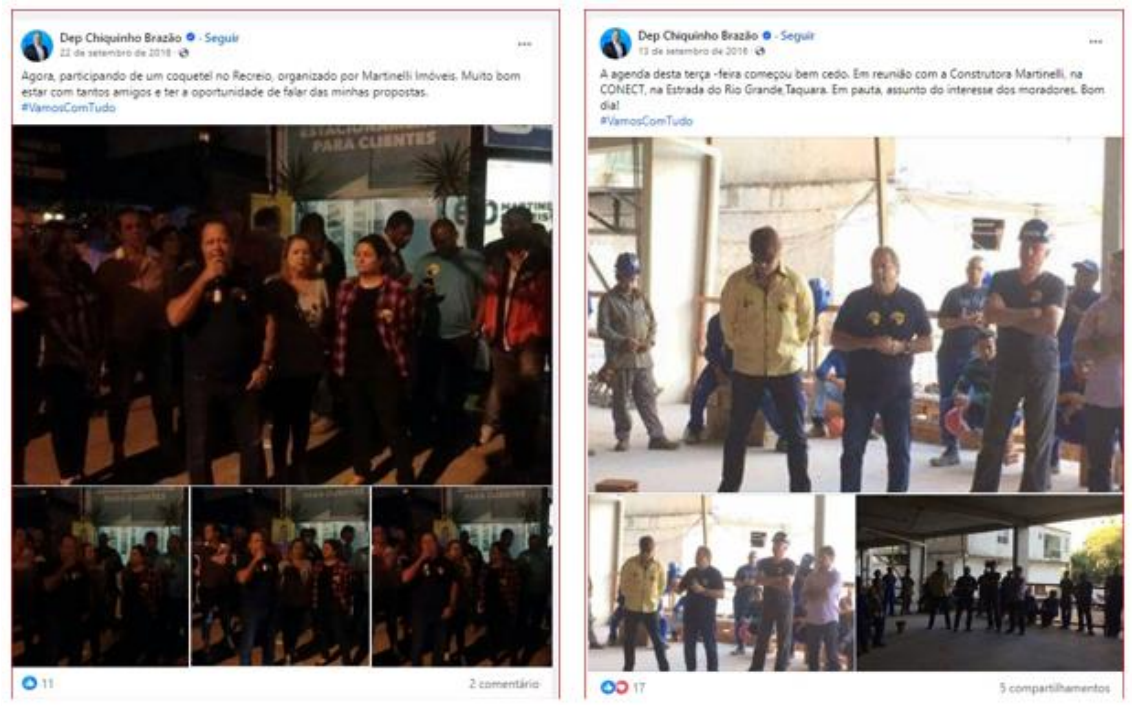 Dep Chiquinho Brazão · Seguir
22 de setembro de 2016 ·
Agora, participando de um coquetel no Recreio, organizado por Martinelli Imóveis. Muito bom
estar com tantos amigos e ter a oportunidade de falar das minhas propostas.
#VamosComTudo
ESTACIONAMENTO
PARA CLIENTES
11
2 comentário
Dep Chiquinho Brazão · Seguir
13 de setembro de 2016 ·
A agenda desta terça -feira começou bem cedo. Em reunião com a Construtora Martinelli, na
CONECT, na Estrada do Rio Grande,Taquara. Em pauta, assunto do interesse dos moradores. Bom
dia!
#VamosComTudo
17
5 compartilhamentos